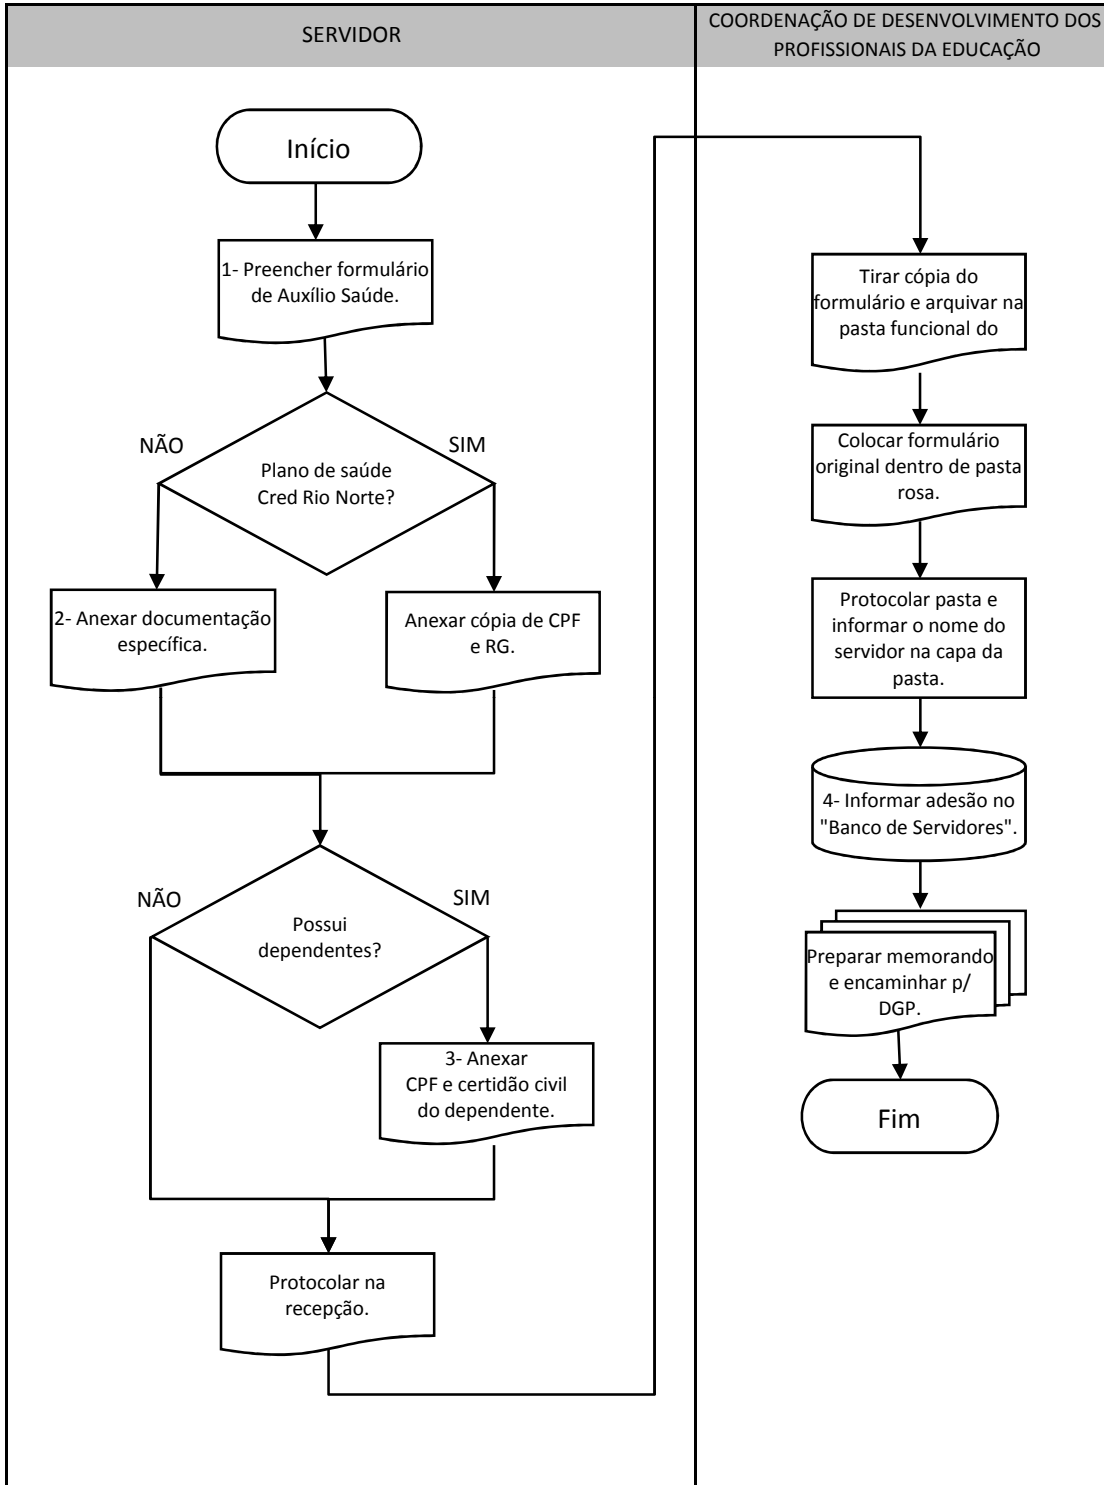 SERVIDOR
COORDENAÇÃO DE DESENVOLVIMENTO DOS
PROFISSIONAIS DA EDUCAÇÃO
Início
1- Preencher formulário
de Auxílio Saúde.
NÃO
SIM
Plano de saúde
Cred Rio Norte?
2- Anexar documentação
específica.
Anexar cópia de CPF
e RG.
NÃO
SIM
Possui
dependentes?
3- Anexar
CPF e certidão civil
do dependente.
Protocolar na
recepção.
Tirar cópia do
formulário e arquivar na
pasta funcional do
Colocar formulário
original dentro de pasta
rosa.
Protocolar pasta e
informar o nome do
servidor na capa da
pasta.
4- Informar adesão no
"Banco de Servidores".
Preparar memorando
e encaminhar p/
DGP.
Fim